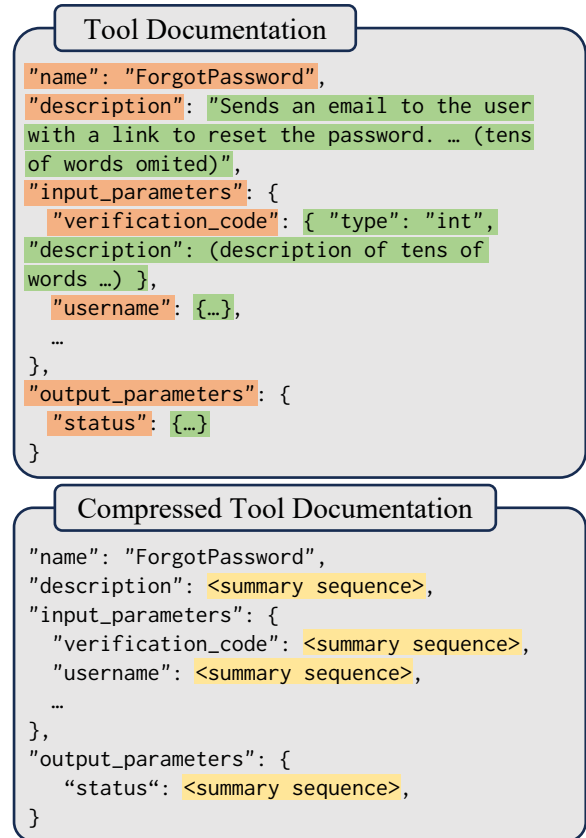 Tool Documentation
"name": "ForgotPassword",
"description": "Sends an email to the user
with a link to reset the password. … (tens
of words omited)",
"input_parameters": {
"verification_code": { "type": "int",
"description": (description of tens of
words …) },
"username": {…},
…
},
"output_parameters": {
"status": {…}
}
Compressed Tool Documentation
"name": "ForgotPassword",
"description": <summary sequence>,
"input_parameters": {
"verification_code": <summary sequence>,
"username": <summary sequence>,
…
},
"output_parameters": {
“status“: <summary sequence>,
}